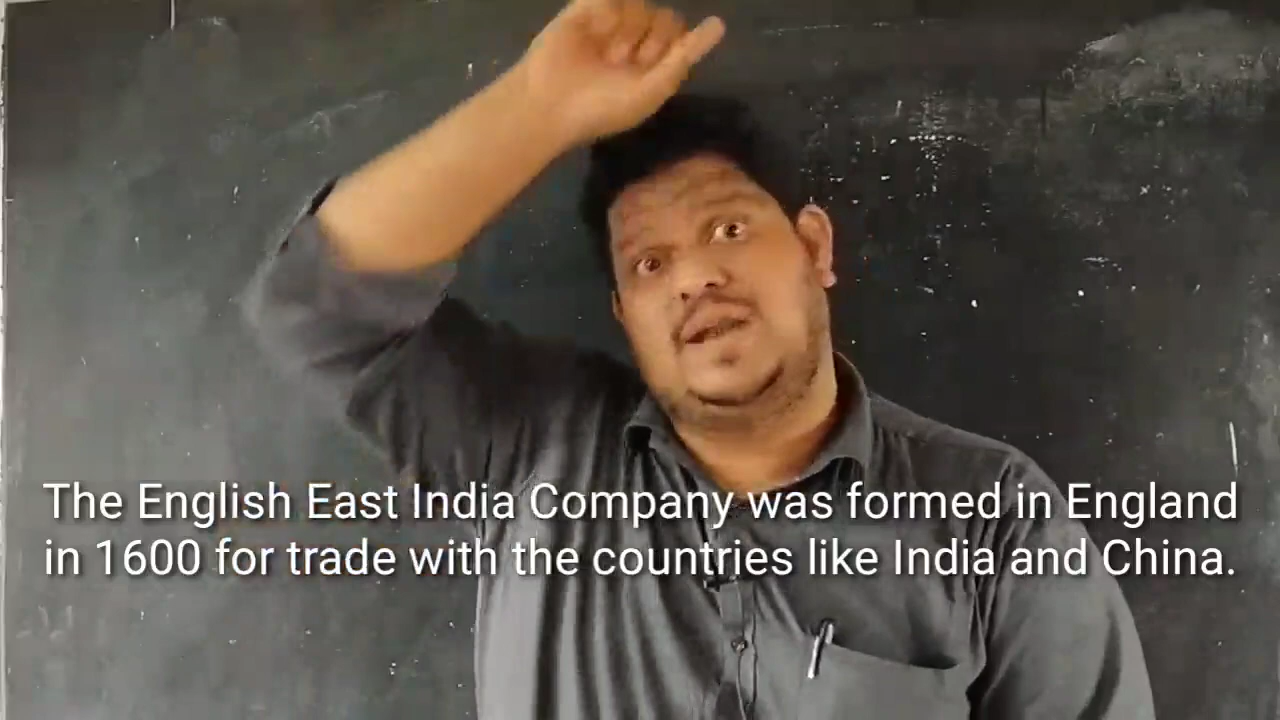 The English East India Company was formed in England
in 1600 for trade with the countries like India and China.